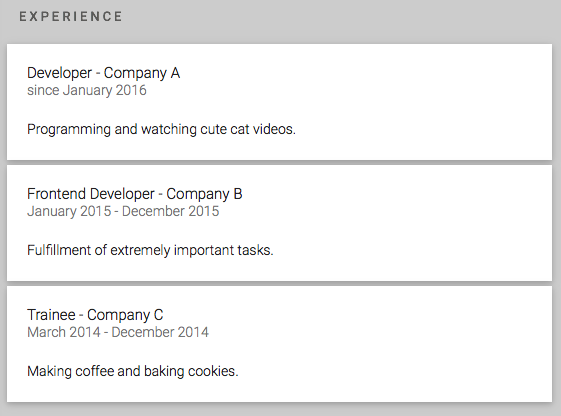 EXPERIENCE
Developer - Company A
since January 2016
Programming and watching cute cat videos.
Frontend Developer - Company B
January 2015 - December 2015
Fulfillment of extremely important tasks.
Trainee - Company C
March 2014 - December 2014
Making coffee and baking cookies.